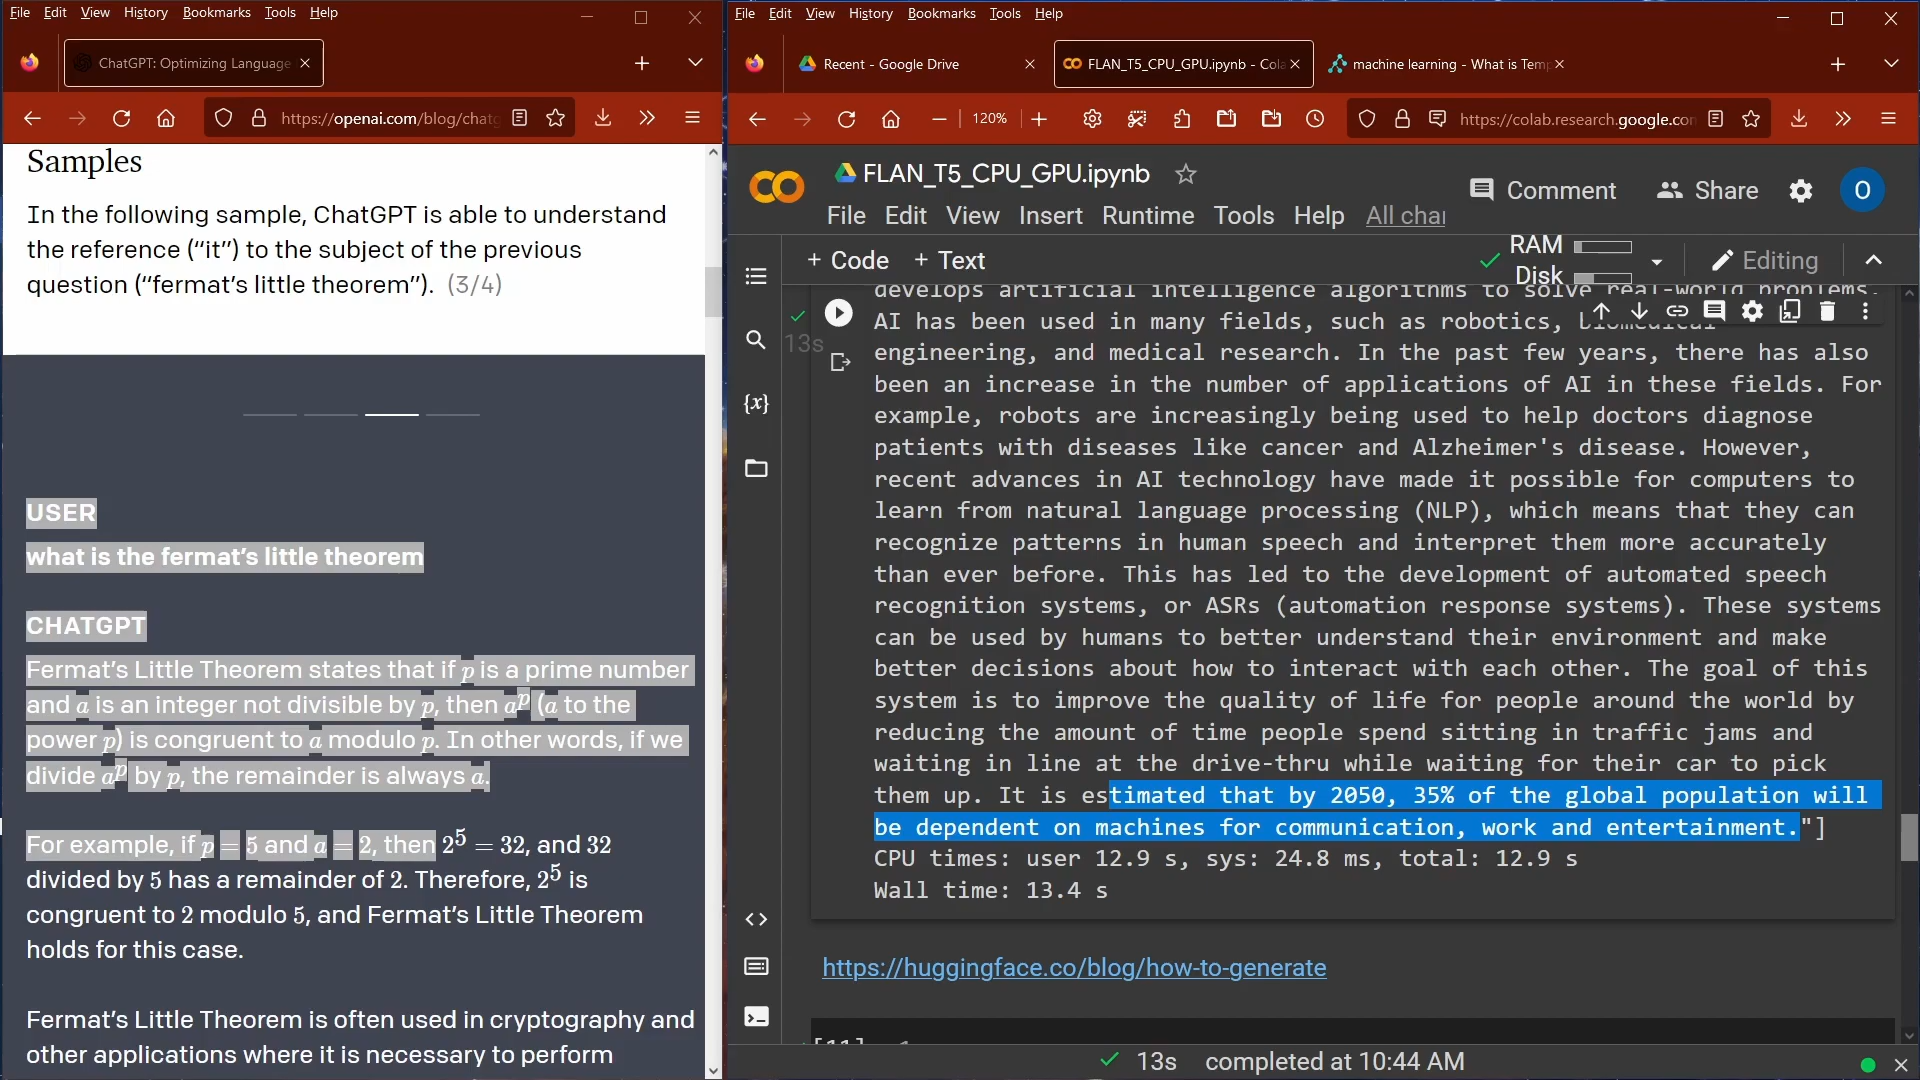 File Edit View History Bookmarks Tools Help
ChatGPT: Optimizing Language
https://openai.com/blog/chatg
Samples
In the following sample, ChatGPT is able to understand
the reference (“it”) to the subject of the previous
question (“fermat’s little theorem”). (3/4)
USER
what is the fermat’s little theorem
CHATGPT
Fermat’s Little Theorem states that if p is a prime number
and a is an integer not divisible by p, then a^p (a to the
power p) is congruent to a modulo p. In other words, if we
divide a^p by p, the remainder is always a.
For example, if p = 5 and a = 2, then 2^5 = 32, and 32
divided by 5 has a remainder of 2. Therefore, 2^5 is
congruent to 2 modulo 5, and Fermat’s Little Theorem
holds for this case.
Fermat’s Little Theorem is often used in cryptography and
other applications where it is necessary to perform
File Edit View History Bookmarks Tools Help
Recent - Google Drive
FLAN_T5_CPU_GPU.ipynb - Cola
machine learning - What is Temp
120%
https://colab.research.google.com
FLAN_T5_CPU_GPU.ipynb
Comment Share O
File Edit View Insert Runtime Tools Help All char
+ Code + Text
RAM
Disk
Editing
13s
develops artificial intelligence algorithms to solve real-world problems.
AI has been used in many fields, such as robotics, biomedical
engineering, and medical research. In the past few years, there has also
been an increase in the number of applications of AI in these fields. For
example, robots are increasingly being used to help doctors diagnose
patients with diseases like cancer and Alzheimer's disease. However,
recent advances in AI technology have made it possible for computers to
learn from natural language processing (NLP), which means that they can
recognize patterns in human speech and interpret them more accurately
than ever before. This has led to the development of automated speech
recognition systems, or ASRs (automation response systems). These systems
can be used by humans to better understand their environment and make
better decisions about how to interact with each other. The goal of this
system is to improve the quality of life for people around the world by
reducing the amount of time people spend sitting in traffic jams and
waiting in line at the drive-thru while waiting for their car to pick
them up. It is estimated that by 2050, 35% of the global population will
be dependent on machines for communication, work and entertainment."]
CPU times: user 12.9 s, sys: 24.8 ms, total: 12.9 s
Wall time: 13.4 s
https://huggingface.co/blog/how-to-generate
[11]
13s completed at 10:44 AM